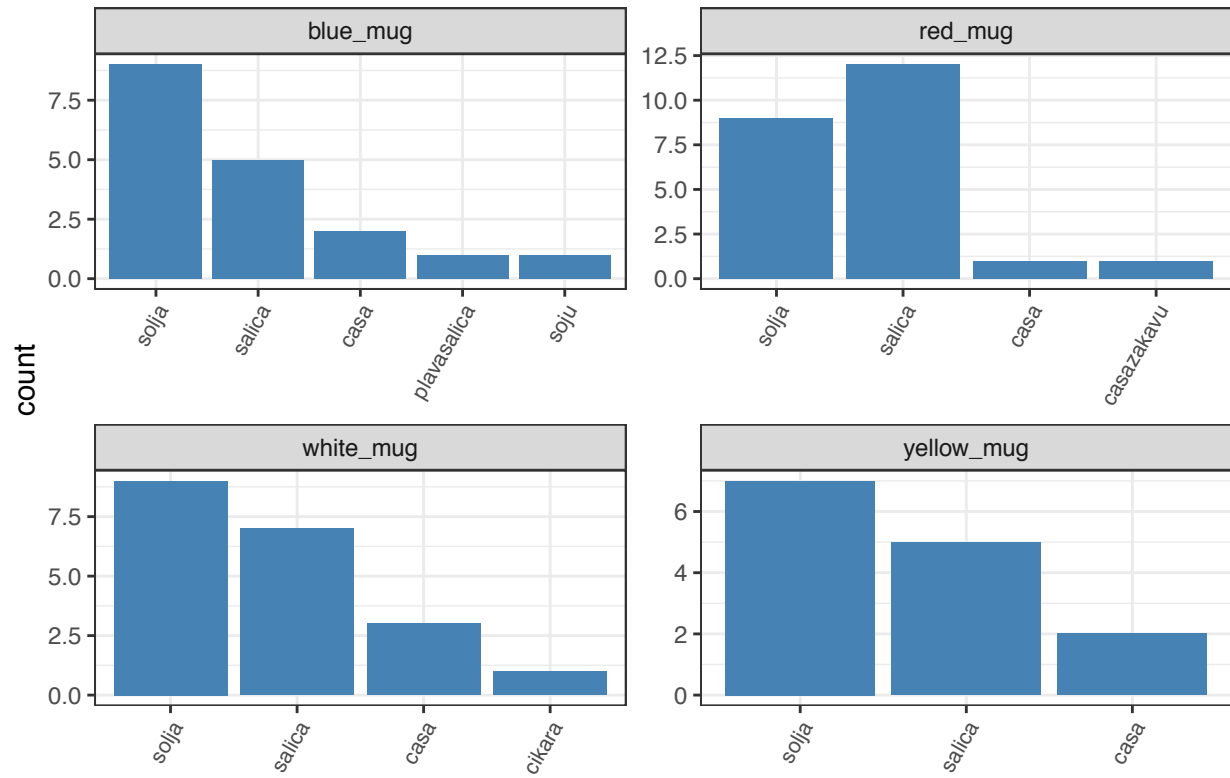 blue_mug
red_mug
7.5
5.0
2.5
0.0
12.5
10.0
7.5
5.0
2.5
0.0
solja
salica
casa
plavasalica
soju
solja
salica
casa
casazakavu
count
white_mug
yellow_mug
7.5
5.0
2.5
0.0
6
4
2
0
solja
salica
casa
cikara
solja
salica
casa